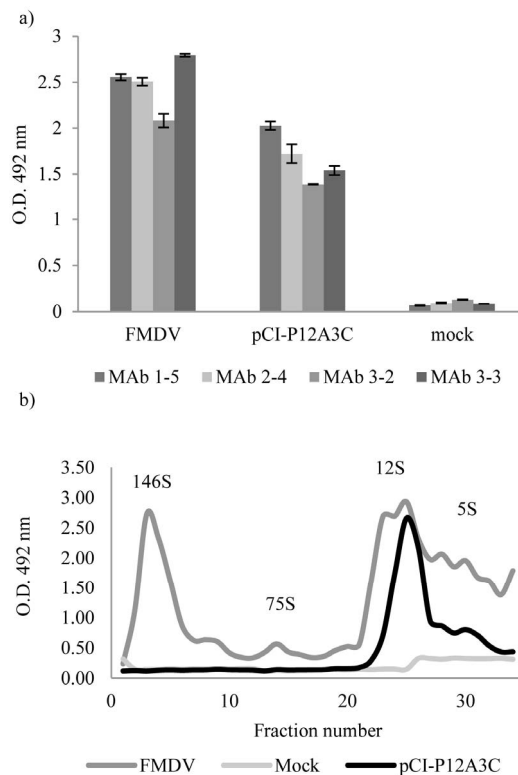 a)
3
2.5
2
1.5
1
0.5
0
O.D. 492 nm
FMDV pCI-P12A3C mock
MAb 1-5 MAb 2-4 MAb 3-2 MAb 3-3
b)
3.50
3.00
2.50
2.00
1.50
1.00
0.50
0.00
O.D. 492 nm
146S
75S
12S
5S
0 10 20 30
Fraction number
FMDV Mock pCI-P12A3C